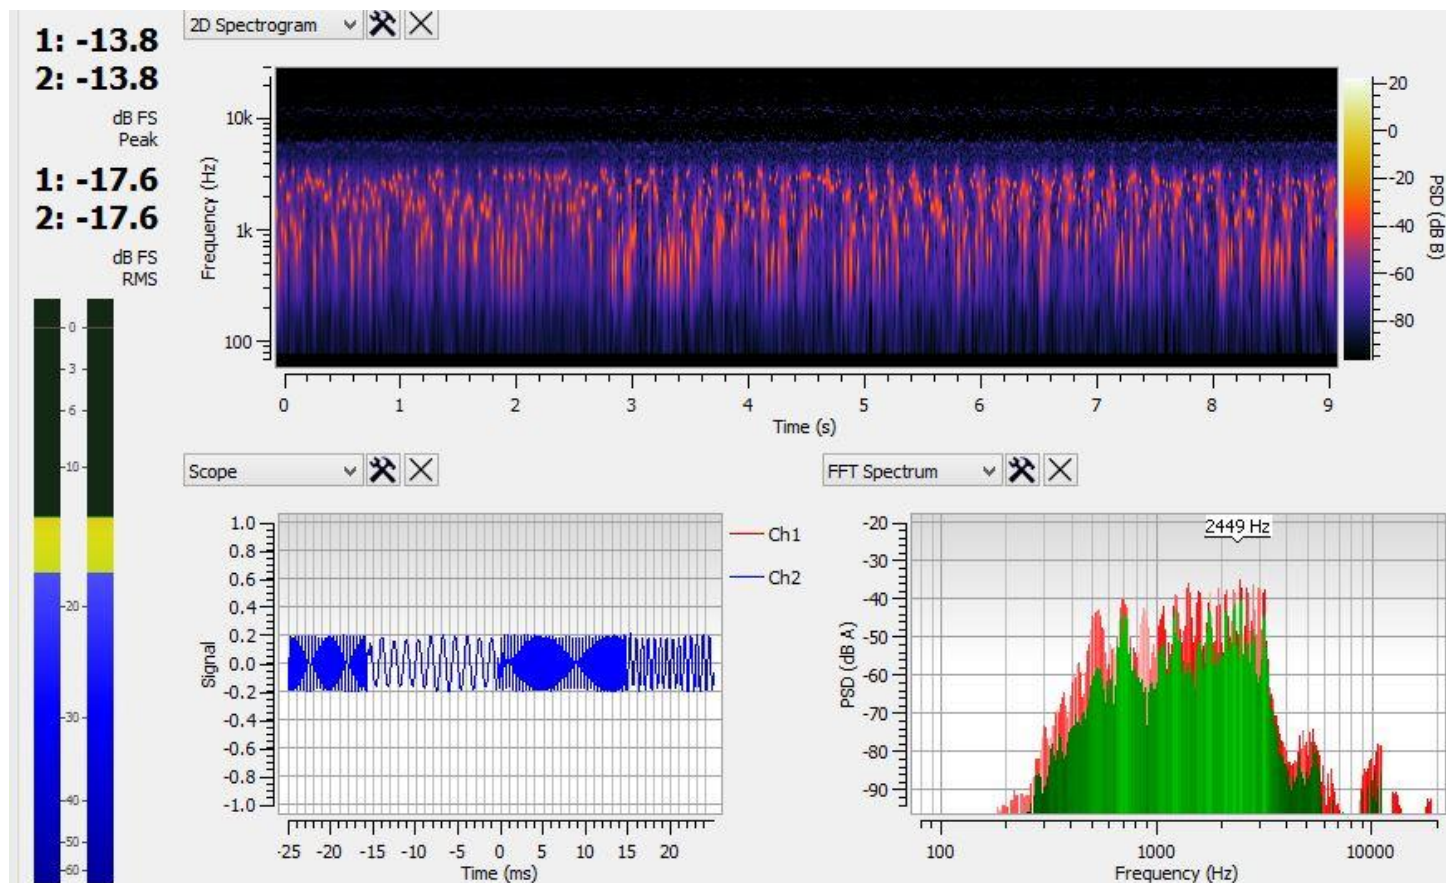 1: -13.8
2: -13.8
dB FS
Peak
1: -17.6
2: -17.6
dB FS
RMS
0
-3
-6
-10
-20
-30
-40
-50
-60
2D Spectrogram
10k
1k
100
Frequency (Hz)
0 1 2 3 4 5 6 7 8 9
Time (s)
20
0
-20
-40
-60
-80
PSD (dB B)
Scope
1.0
0.8
0.6
0.4
0.2
0.0
-0.2
-0.4
-0.6
-0.8
-1.0
Signal
-25 -20 -15 -10 -5 0 5 10 15 20
Time (ms)
Ch1
Ch2
FFT Spectrum
2449 Hz
-20
-30
-40
-50
-60
-70
-80
-90
PSD (dB A)
100 1000 10000
Frequency (Hz)